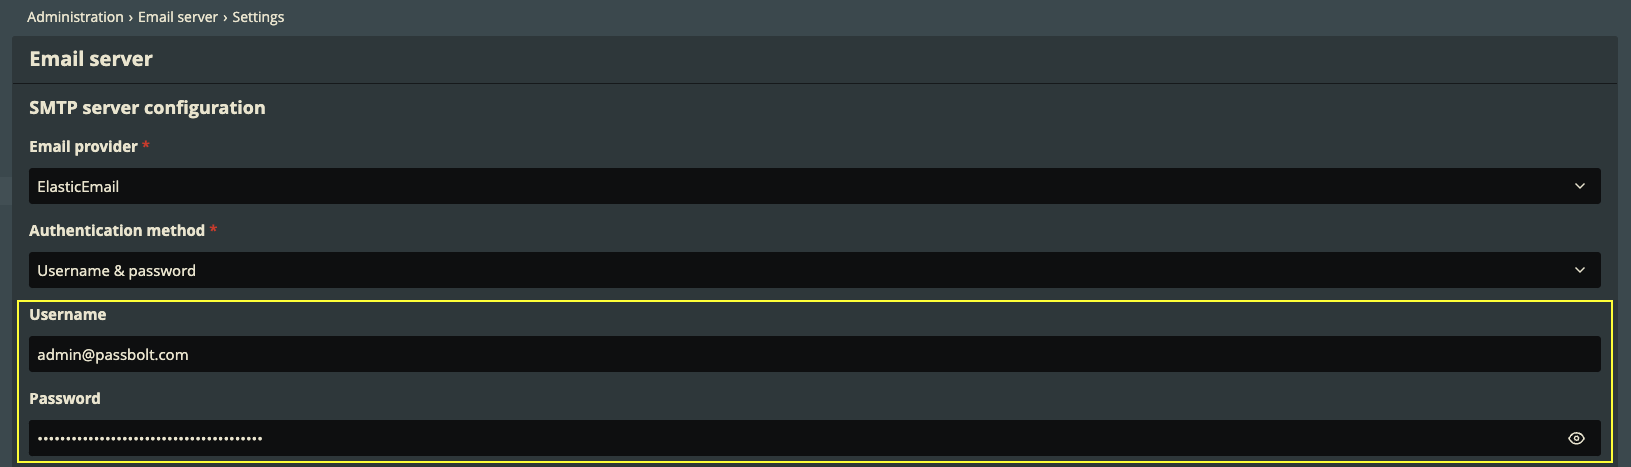 Administration › Email server › Settings
Email server
SMTP server configuration
Email provider *
ElasticEmail
Authentication method *
Username & password
Username
admin@passbolt.com
Password
••••••••••••••••••••••••••••••••••••••••